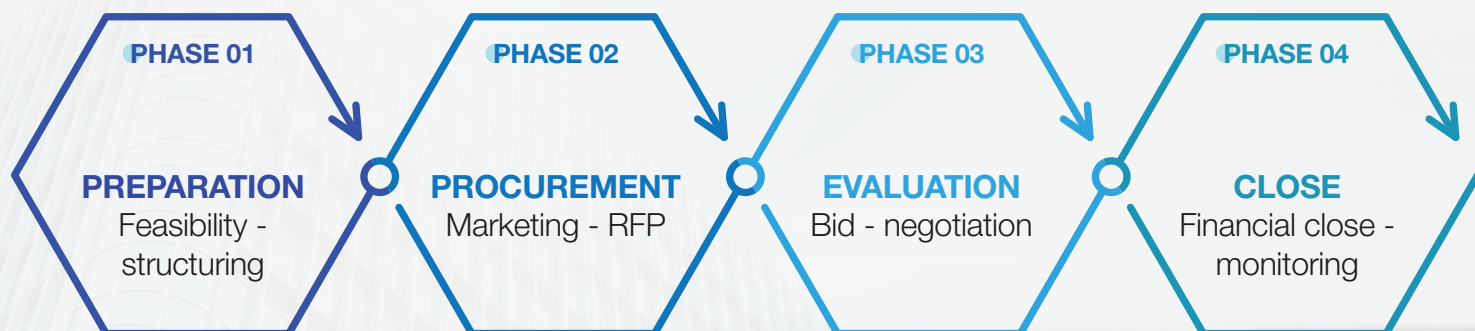 PHASE 01
PREPARATION
Feasibility -
structuring
PHASE 02
PROCUREMENT
Marketing - RFP
PHASE 03
EVALUATION
Bid - negotiation
PHASE 04
CLOSE
Financial close -
monitoring